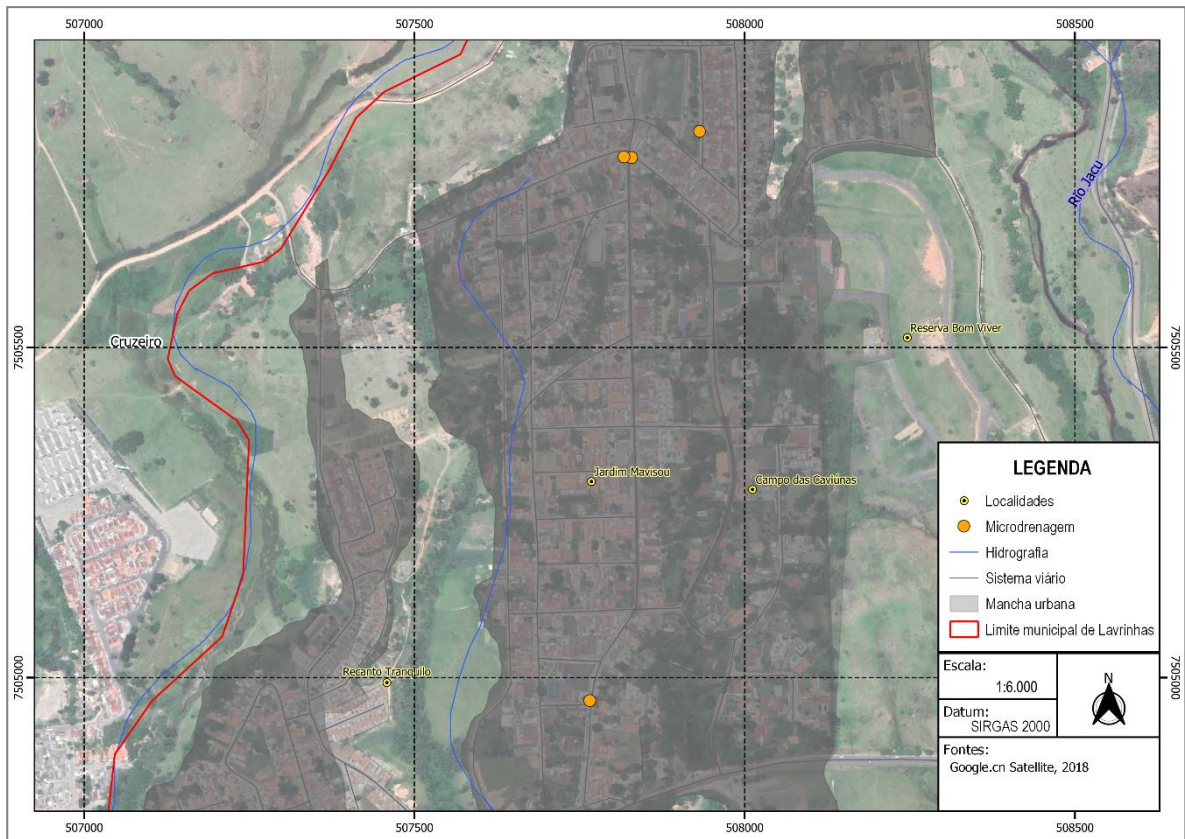 507000
507500
508000
508500
Rio Jacu
Cruzeiro
7505500
7505500
Reserva Bom Viver
Jardim Mavisou
Campo das Caviúnas
Recanto Tranquilo
7505000
7505000
LEGENDA
Localidades
Microdrenagem
Hidrografia
Sistema viário
Mancha urbana
Limite municipal de Lavrinhas
Escala:
1:6.000
N
Datum:
SIRGAS 2000
Fontes:
Google.cn Satellite, 2018
507000
507500
508000
508500